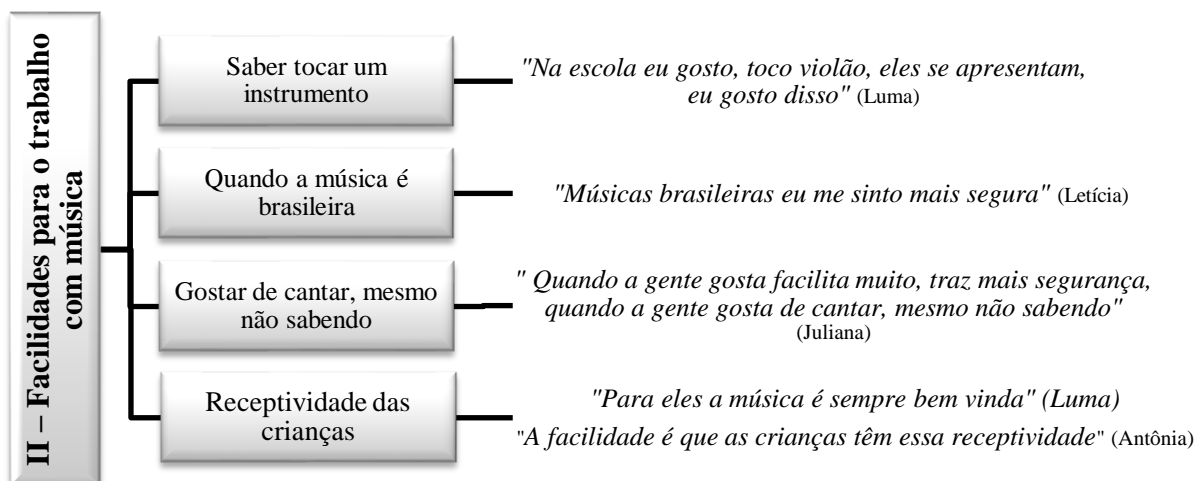 II – Facilidades para o trabalho
com música
Saber tocar um
instrumento
"Na escola eu gosto, toco violão, eles se apresentam,
eu gosto disso" (Luma)
Quando a música é
brasileira
"Músicas brasileiras eu me sinto mais segura" (Letícia)
Gostar de cantar, mesmo
não sabendo
" Quando a gente gosta facilita muito, traz mais segurança,
quando a gente gosta de cantar, mesmo não sabendo"
(Juliana)
Receptividade das
crianças
"Para eles a música é sempre bem vinda" (Luma)
"A facilidade é que as crianças têm essa receptividade" (Antônia)